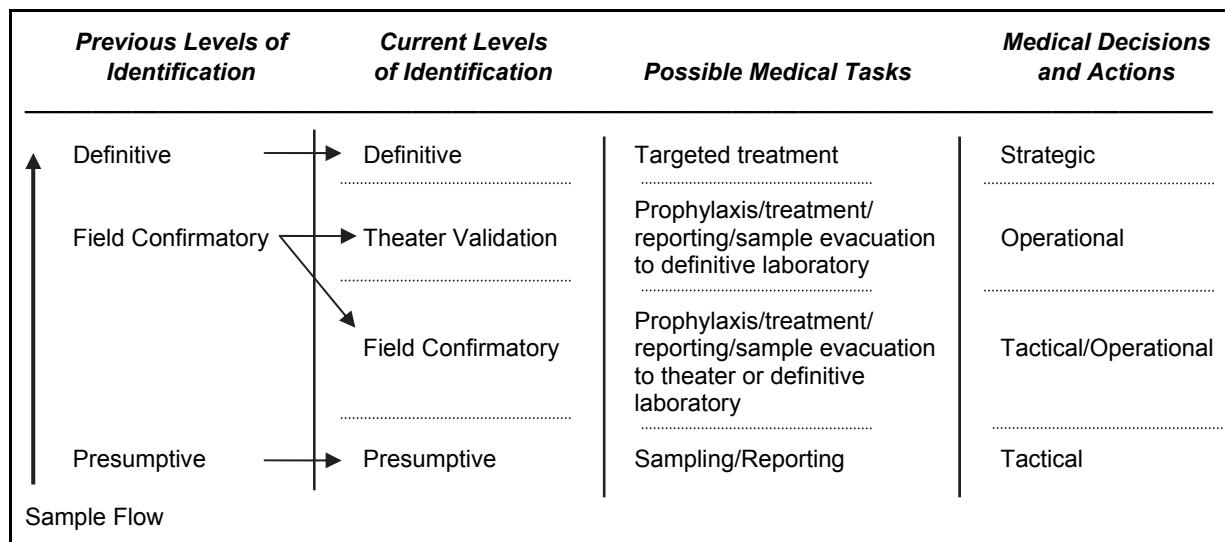 Previous Levels of Identification
Current Levels of Identification
Possible Medical Tasks
Medical Decisions and Actions
Definitive
Definitive
Targeted treatment
Strategic
Field Confirmatory
Theater Validation
Prophylaxis/treatment/
reporting/sample evacuation
to definitive laboratory
Operational
Field Confirmatory
Prophylaxis/treatment/
reporting/sample evacuation
to theater or definitive
laboratory
Tactical/Operational
Presumptive
Presumptive
Sampling/Reporting
Tactical
Sample Flow